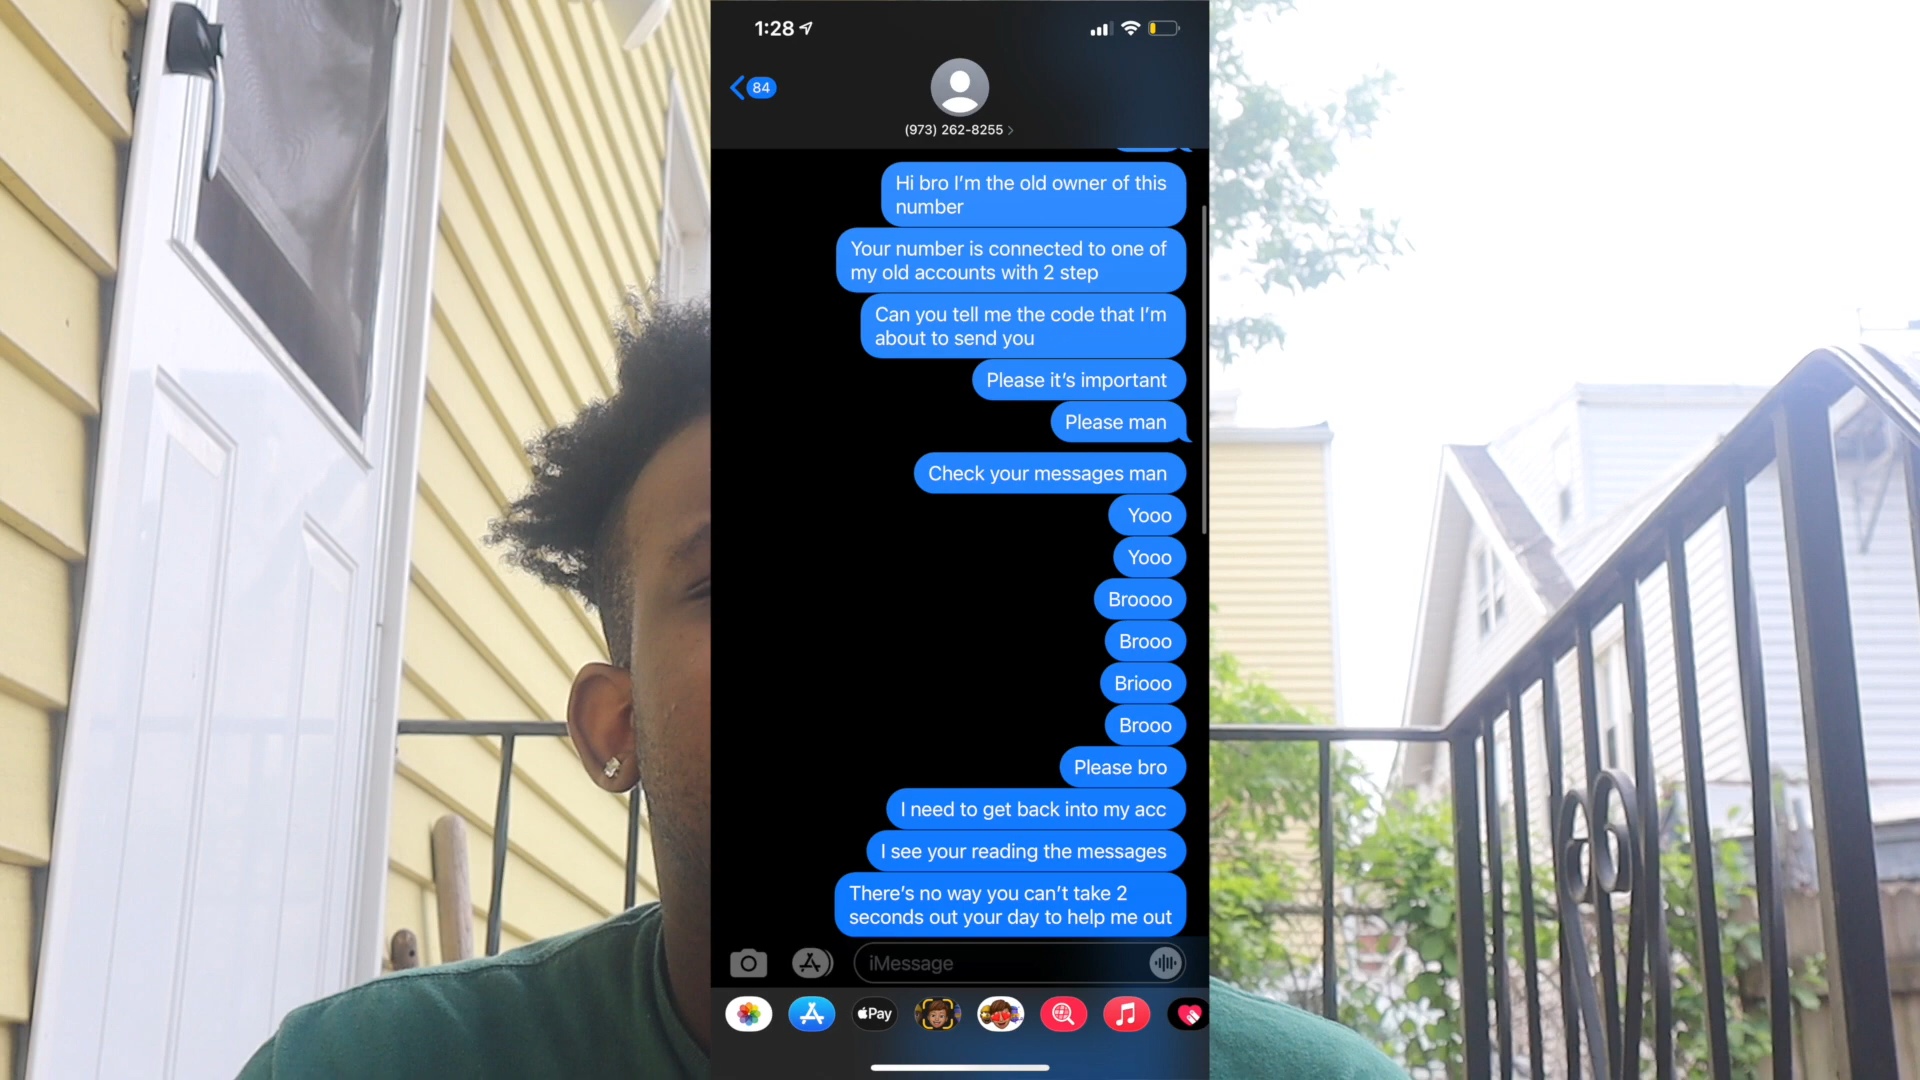 1:28
84
(973) 262-8255
Hi bro I’m the old owner of this
number
Your number is connected to one of
my old accounts with 2 step
Can you tell me the code that I’m
about to send you
Please it’s important
Please man
Check your messages man
Yooo
Yooo
Broooo
Brooo
Briooo
Brooo
Please bro
I need to get back into my acc
I see your reading the messages
There’s no way you can’t take 2
seconds out your day to help me out
iMessage
Pay